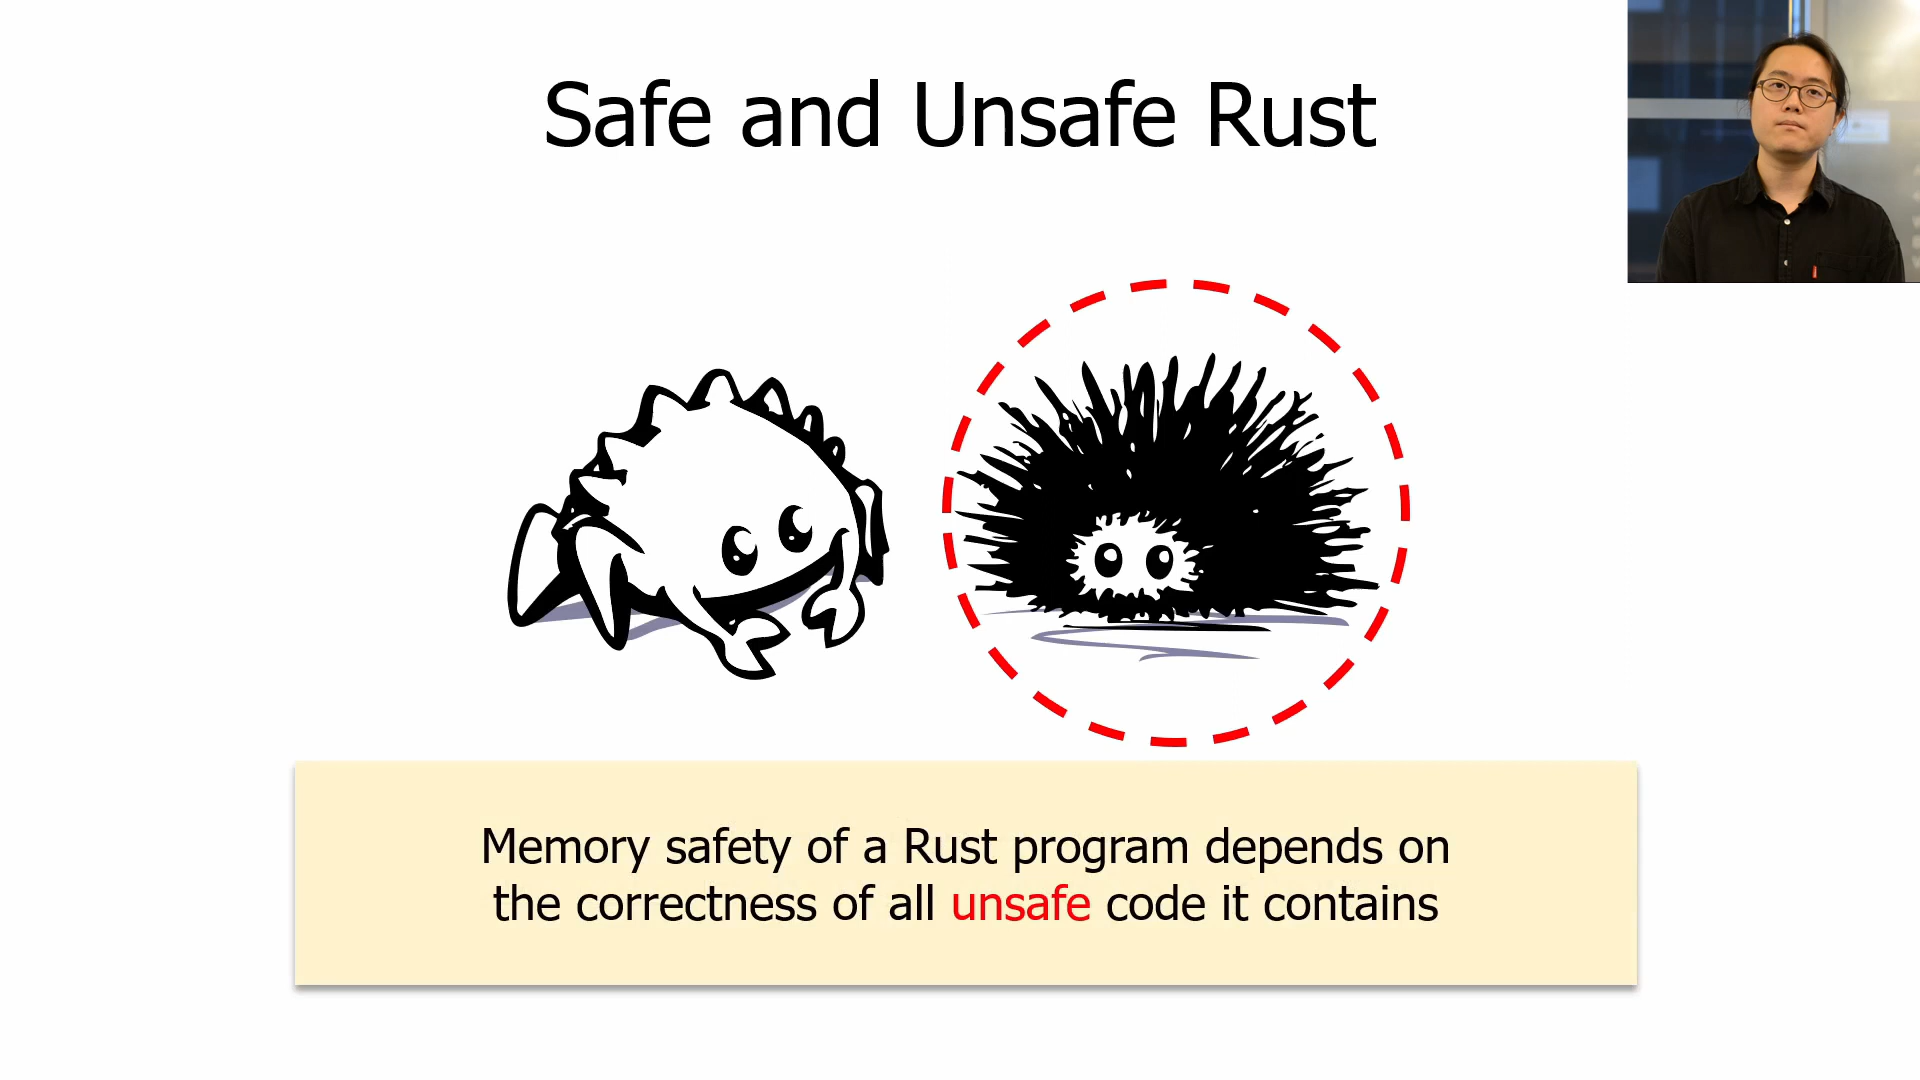 Safe and Unsafe Rust
Memory safety of a Rust program depends on
the correctness of all unsafe code it contains